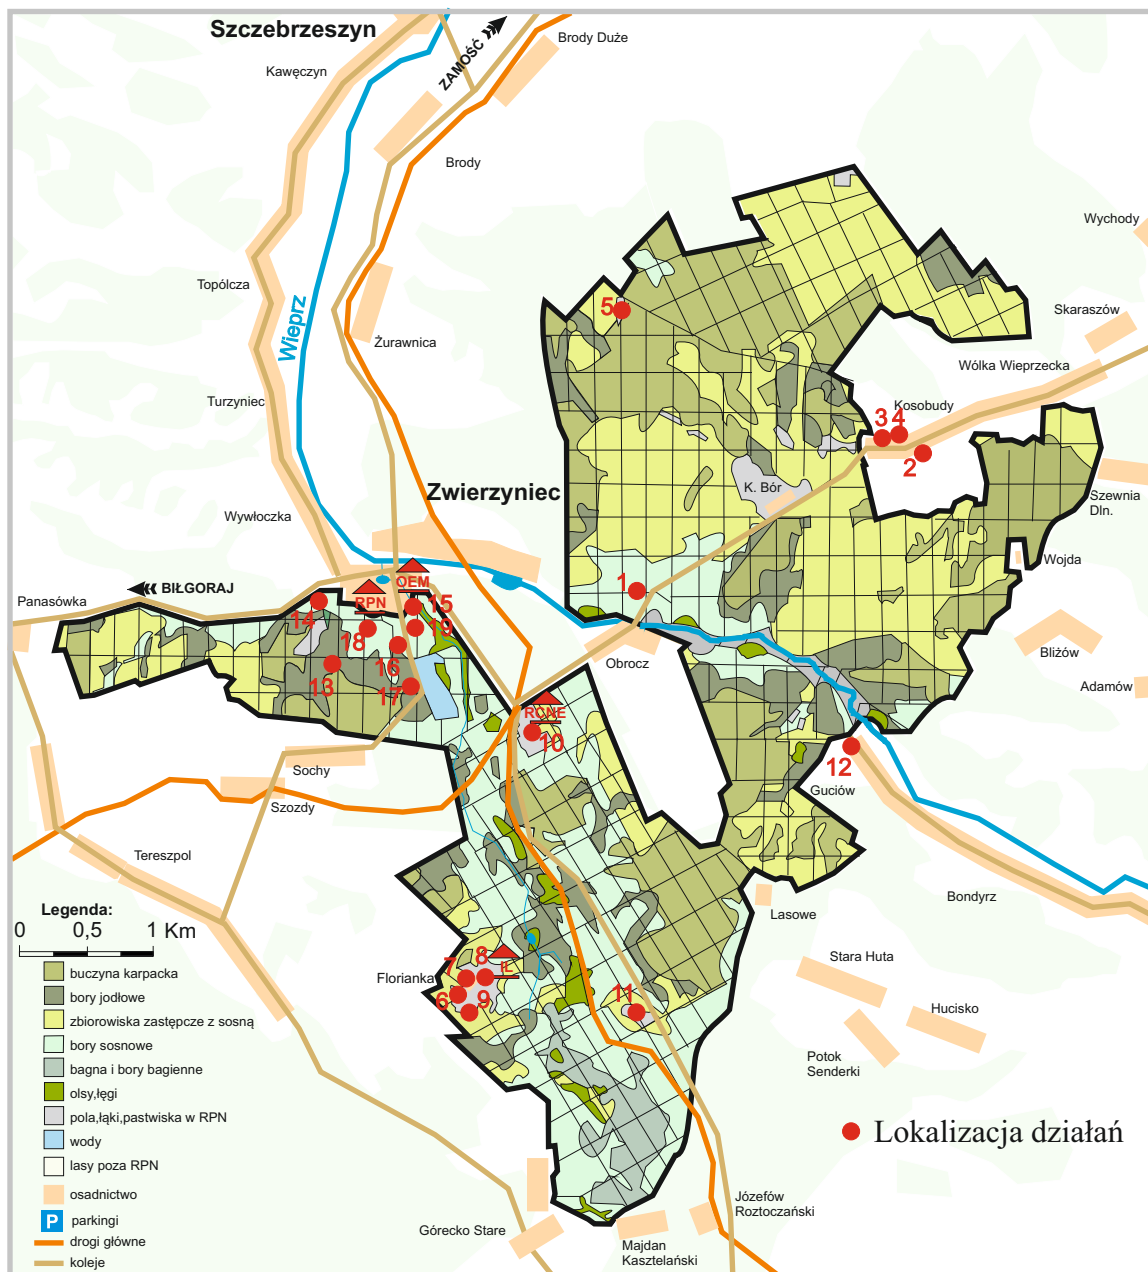 Szczebrzeszyn
Kawęczyn
ZAMOŚĆ
Brody Duże
Brody
Wychody
Topólcza
Wieprz
Żurawnica
5
Skaraszów
Wólka Wieprzecka
Turzyniec
Kosobudy
3 4
2
K. Bór
Zwierzyniec
Wywłoczka
Szewnia
Dln.
Wojda
BIŁGORAJ
Panasówka
OEM
RPN
1
14
15
18
19
16
13
17
Obrocz
Bliżów
Adamów
RCNE
10
12
Guciów
Sochy
Szozdy
Tereszpol
Bondyrz
Lasowe
Stara Huta
Hucisko
Potok
Senderki
Florianka
7
8
IŁ
6
9
11
Legenda:
0 0,5 1 Km
buczyna karpacka
bory jodłowe
zbiorowiska zastępcze z sosną
bory sosnowe
bagna i bory bagienne
olsy,łęgi
pola,łąki,pastwiska w RPN
wody
lasy poza RPN
osadnictwo
P parkingi
drogi główne
koleje
Lokalizacja działań
Górecko Stare
Majdan
Kasztelański
Józefów
Roztoczański